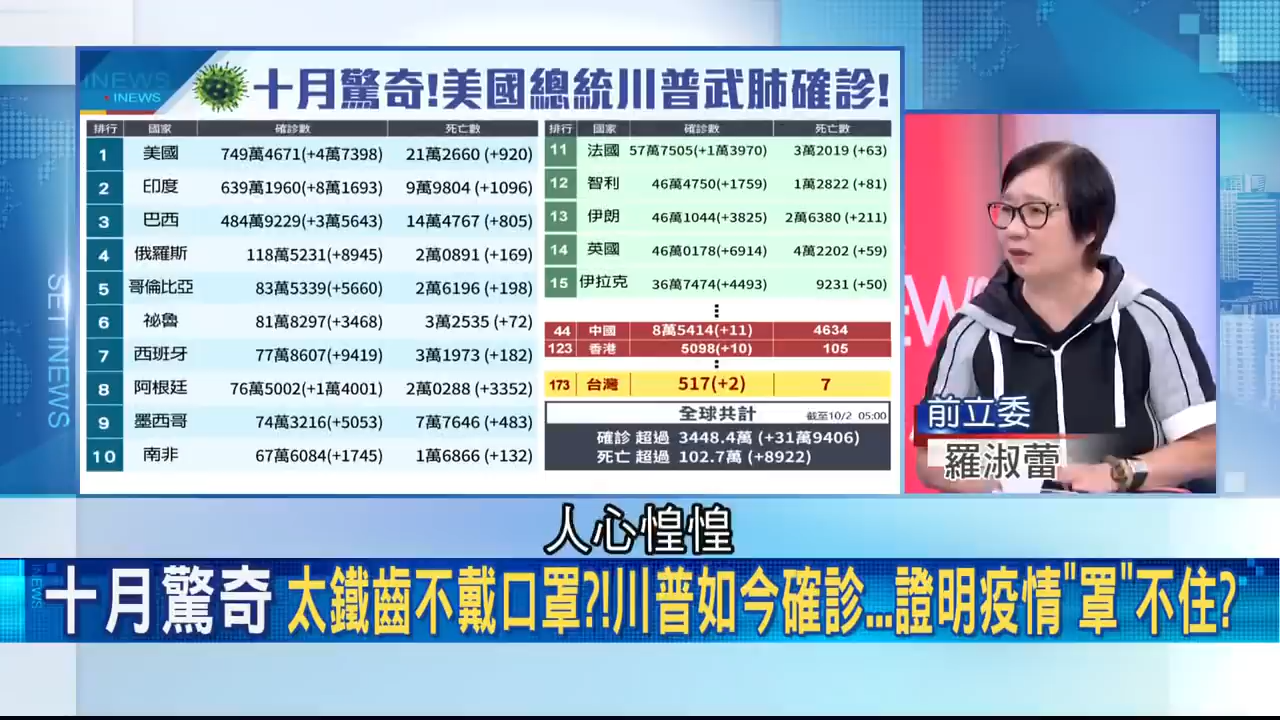 INEWS
INEWS
十月驚奇!美國總統川普武肺確診!
排行 國家 確診數 死亡數
1 美國 749萬4671(+4萬7398) 21萬2660 (+920)
2 印度 639萬1960(+8萬1693) 9萬9804 (+1096)
3 巴西 484萬9229(+3萬5643) 14萬4767 (+805)
4 俄羅斯 118萬5231(+8945) 2萬0891 (+169)
5 哥倫比亞 83萬5339(+5660) 2萬6196 (+198)
6 祕魯 81萬8297(+3468) 3萬2535 (+72)
7 西班牙 77萬8607(+9419) 3萬1973 (+182)
8 阿根廷 76萬5002(+1萬4001) 2萬0288 (+3352)
9 墨西哥 74萬3216(+5053) 7萬7646 (+483)
10 南非 67萬6084(+1745) 1萬6866 (+132)
排行 國家 確診數 死亡數
11 法國 57萬7505(+1萬3970) 3萬2019 (+63)
12 智利 46萬4750(+1759) 1萬2822 (+81)
13 伊朗 46萬1044(+3825) 2萬6380 (+211)
14 英國 46萬0178(+6914) 4萬2202 (+59)
15 伊拉克 36萬7474(+4493) 9231 (+50)
44 中國 8萬5414(+11) 4634
123 香港 5098(+10) 105
173 台灣 517(+2) 7
全球共計 截至10/2 05:00
確診 超過 3448.4萬 (+31萬9406)
死亡 超過 102.7萬 (+8922)
NEWS
EW
前立委
羅淑蕾
SET INEWS
人心惶惶
INEWS
十月驚奇 太鐵齒不戴口罩?!川普如今確診...證明疫情"罩"不住?